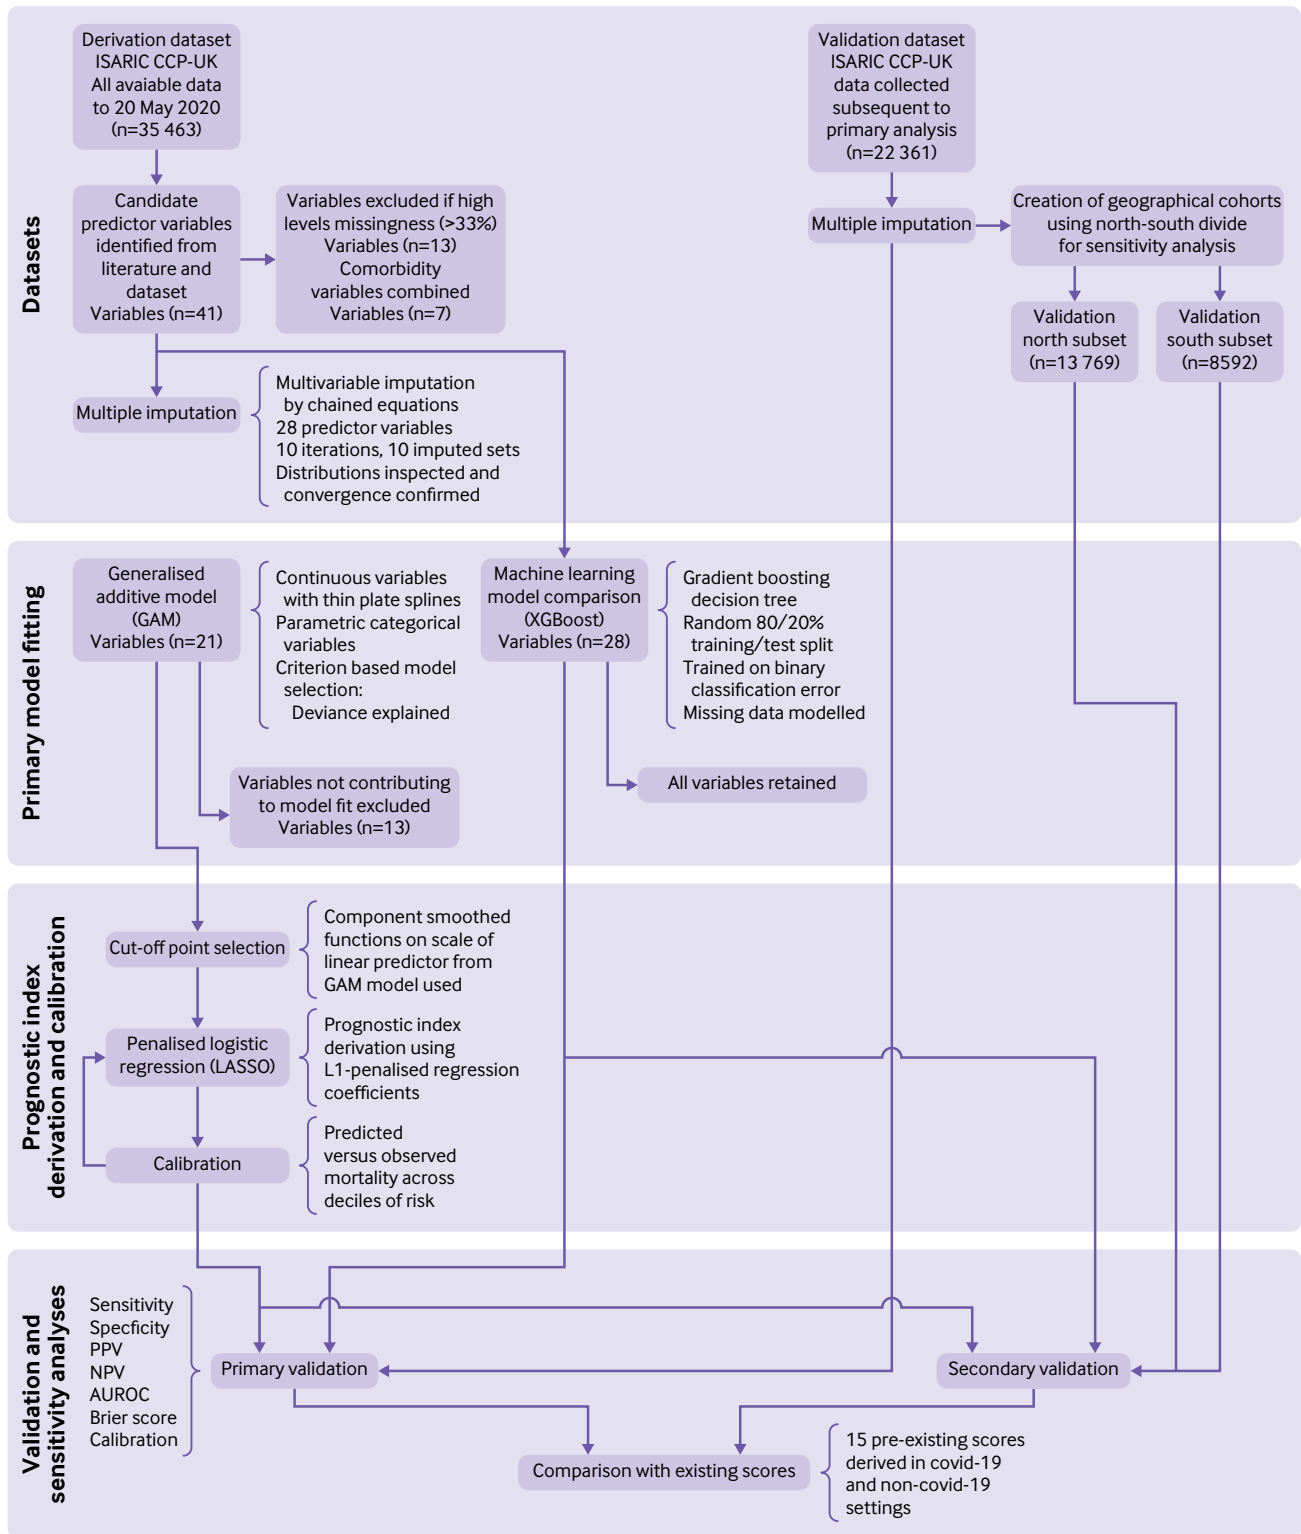 Datasets
Derivation dataset
ISARIC CCP-UK
All avaiable data
to 20 May 2020
(n=35 463)
Validation dataset
ISARIC CCP-UK
data collected
subsequent to
primary analysis
(n=22 361)
Candidate
predictor variables
identified from
literature and
dataset
Variables (n=41)
Variables excluded if high
levels missingness (>33%)
Variables (n=13)
Comorbidity
variables combined
Variables (n=7)
Multiple imputation
Creation of geographical cohorts
using north-south divide
for sensitivity analysis
Validation
north subset
(n=13 769)
Validation
south subset
(n=8592)
Multiple imputation
Multivariable imputation
by chained equations
28 predictor variables
10 iterations, 10 imputed sets
Distributions inspected and
convergence confirmed
Primary model fitting
Generalised
additive model
(GAM)
Variables (n=21)
Continuous variables
with thin plate splines
Parametric categorical
variables
Criterion based model
selection:
Deviance explained
Machine learning
model comparison
(XGBoost)
Variables (n=28)
Gradient boosting
decision tree
Random 80/20%
training/test split
Trained on binary
classification error
Missing data modelled
Variables not contributing
to model fit excluded
Variables (n=13)
All variables retained
Prognostic index
derivation and calibration
Cut-off point selection
Component smoothed
functions on scale of
linear predictor from
GAM model used
Penalised logistic
regression (LASSO)
Prognostic index
derivation using
L1-penalised regression
coefficients
Calibration
Predicted
versus observed
mortality across
deciles of risk
Validation and
sensitivity analyses
Sensitivity
Specficity
PPV
NPV
AUROC
Brier score
Calibration
Primary validation
Secondary validation
Comparison with existing scores
15 pre-existing scores
derived in covid-19
and non-covid-19
settings